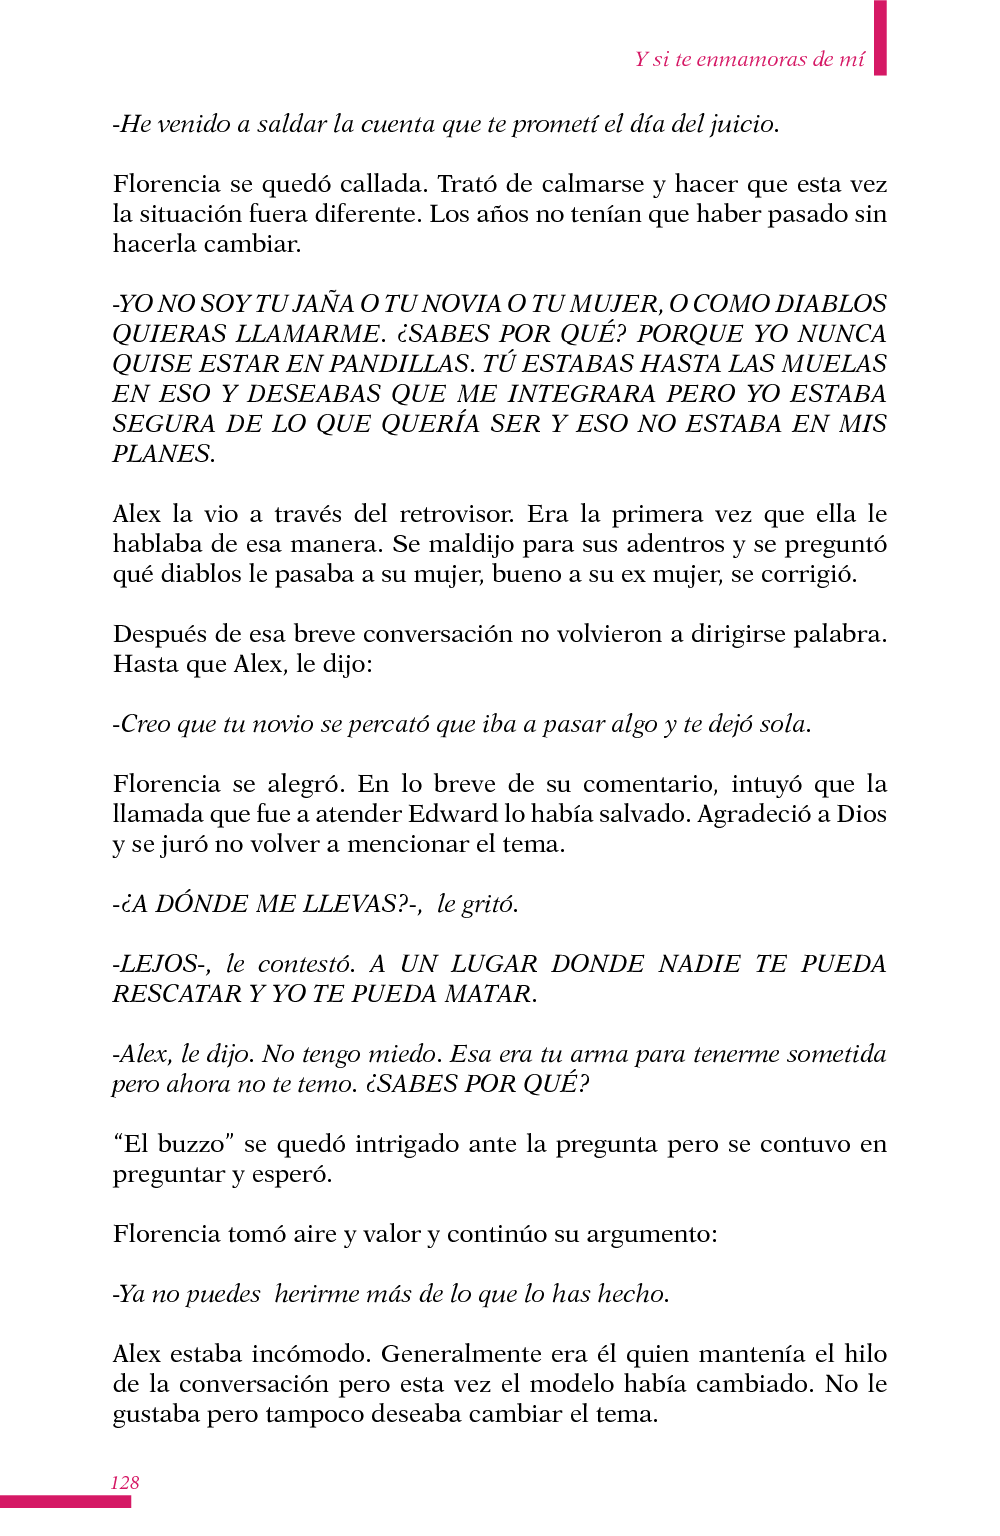 Y si te enmamoras de mí
-He venido a saldar la cuenta que te prometí el día del juicio.
Florencia se quedó callada. Trató de calmarse y hacer que esta vez
la situación fuera diferente. Los años no tenían que haber pasado sin
hacerla cambiar.
-YO NO SOY TU JAÑA O TU NOVIA O TU MUJER, O COMO DIABLOS
QUIERAS LLAMARME. ¿SABES POR QUÉ? PORQUE YO NUNCA
QUISE ESTAR EN PANDILLAS. TÚ ESTABAS HASTA LAS MUELAS
EN ESO Y DESEABAS QUE ME INTEGRARA PERO YO ESTABA
SEGURA DE LO QUE QUERÍA SER Y ESO NO ESTABA EN MIS
PLANES.
Alex la vio a través del retrovisor. Era la primera vez que ella le
hablaba de esa manera. Se maldijo para sus adentros y se preguntó
qué diablos le pasaba a su mujer, bueno a su ex mujer, se corrigió.
Después de esa breve conversación no volvieron a dirigirse palabra.
Hasta que Alex, le dijo:
-Creo que tu novio se percató que iba a pasar algo y te dejó sola.
Florencia se alegró. En lo breve de su comentario, intuyó que la
llamada que fue a atender Edward lo había salvado. Agradeció a Dios
y se juró no volver a mencionar el tema.
-¿A DÓNDE ME LLEVAS?-,  le gritó.
-LEJOS-, le contestó. A UN LUGAR DONDE NADIE TE PUEDA
RESCATAR Y YO TE PUEDA MATAR.
-Alex, le dijo. No tengo miedo. Esa era tu arma para tenerme sometida
pero ahora no te temo. ¿SABES POR QUÉ?
“El buzzo” se quedó intrigado ante la pregunta pero se contuvo en
preguntar y esperó.
Florencia tomó aire y valor y continúo su argumento:
-Ya no puedes  herirme más de lo que lo has hecho.
Alex estaba incómodo. Generalmente era él quien mantenía el hilo
de la conversación pero esta vez el modelo había cambiado. No le
gustaba pero tampoco deseaba cambiar el tema.
128